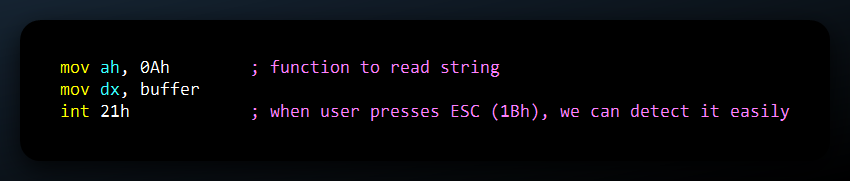 mov ah, 0Ah        ; function to read string
mov dx, buffer
int 21h            ; when user presses ESC (1Bh), we can detect it easily